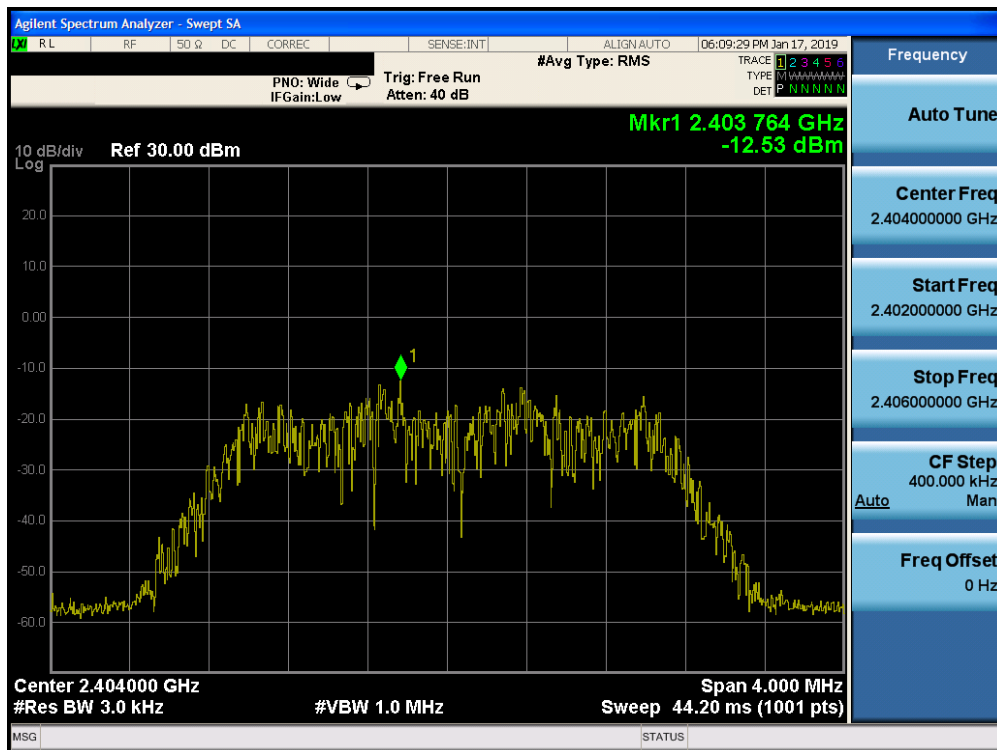 Agilent Spectrum Analyzer - Swept SA
LXI RL RF 50 Ω DC CORREC SENSE:INT ALIGN AUTO 06:09:29 PM Jan 17, 2019
#Avg Type: RMS TRACE 1 2 3 4 5 6
PNO: Wide Trig: Free Run TYPE M WWWWW
IFGain:Low Atten: 40 dB DET P N N N N N
Mkr1 2.403 764 GHz
-12.53 dBm
10 dB/div Ref 30.00 dBm
Log
20.0
10.0
0.00
-10.0
1
-20.0
-30.0
-40.0
-50.0
-60.0
Center 2.404000 GHz Span 4.000 MHz
#Res BW 3.0 kHz #VBW 1.0 MHz Sweep 44.20 ms (1001 pts)
MSG STATUS
Frequency
Auto Tune
Center Freq
2.404000000 GHz
Start Freq
2.402000000 GHz
Stop Freq
2.406000000 GHz
CF Step
400.000 kHz
Auto Man
Freq Offset
0 Hz